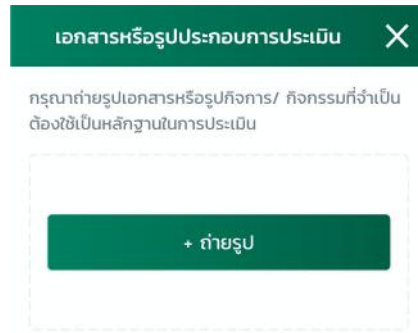 เอกสารหรือรูปประกอบการประเมิน
กรุณาถ่ายรูปเอกสารหรือรูปกิจการ/ กิจกรรมที่จำเป็น
ต้องใช้เป็นหลักฐานในการประเมิน
+ ถ่ายรูป